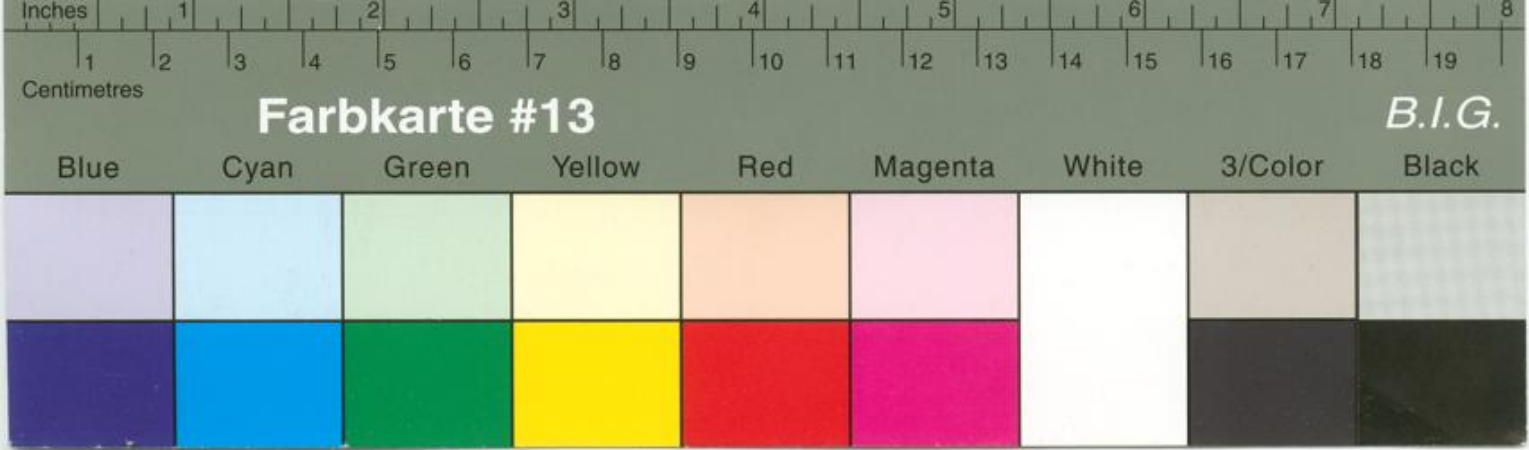 Inches 1 2 3 4 5 6 7 8
1 2 3 4 5 6 7 8 9 10 11 12 13 14 15 16 17 18 19
Centimetres
Farbkarte #13 B.I.G.
Blue Cyan Green Yellow Red Magenta White 3/Color Black